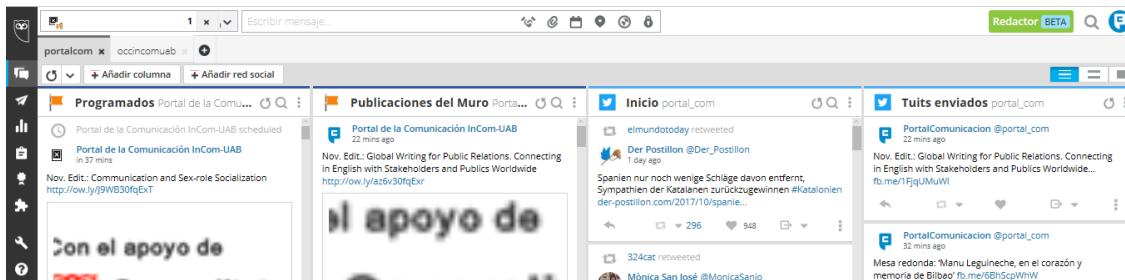 1
Escribir mensaje...
Redactor BETA
portalcom
occincomuab
Añadir columna
Añadir red social
Programados Portal de la Comu...
Portal de la Comunicación InCom-UAB scheduled
Portal de la Comunicación InCom-UAB
in 37 mins
Nov. Edit.: Communication and Sex-role Socialization
http://ow.ly/J9WB30fqExT
Con el apoyo de
Publicaciones del Muro Porta...
Portal de la Comunicación InCom-UAB
22 mins ago
Nov. Edit.: Global Writing for Public Relations. Connecting
in English with Stakeholders and Publics Worldwide
http://ow.ly/az6v30fqExr
el apoyo de
Inicio portal_com
elmundotoday retweeted
Der Postillon @Der_Postillon
1 day ago
Spanien nur noch wenige Schläge davon entfernt,
Sympathien der Katalanen zurückzugewinnen #Katalonien
der-postillon.com/2017/10/spanie...
296 948
324cat retweeted
Mònica San José @MonicaSanjo
Tuits enviados portal_com
PortalComunicacion @portal_com
22 mins ago
Nov. Edit.: Global Writing for Public Relations. Connecting
in English with Stakeholders and Publics Worldwide...
fb.me/1FjqUMuWI
PortalComunicacion @portal_com
32 mins ago
Mesa redonda: 'Manu Leguineche, en el corazón y
memoria de Bilbao' fb.me/6BhScpWhW